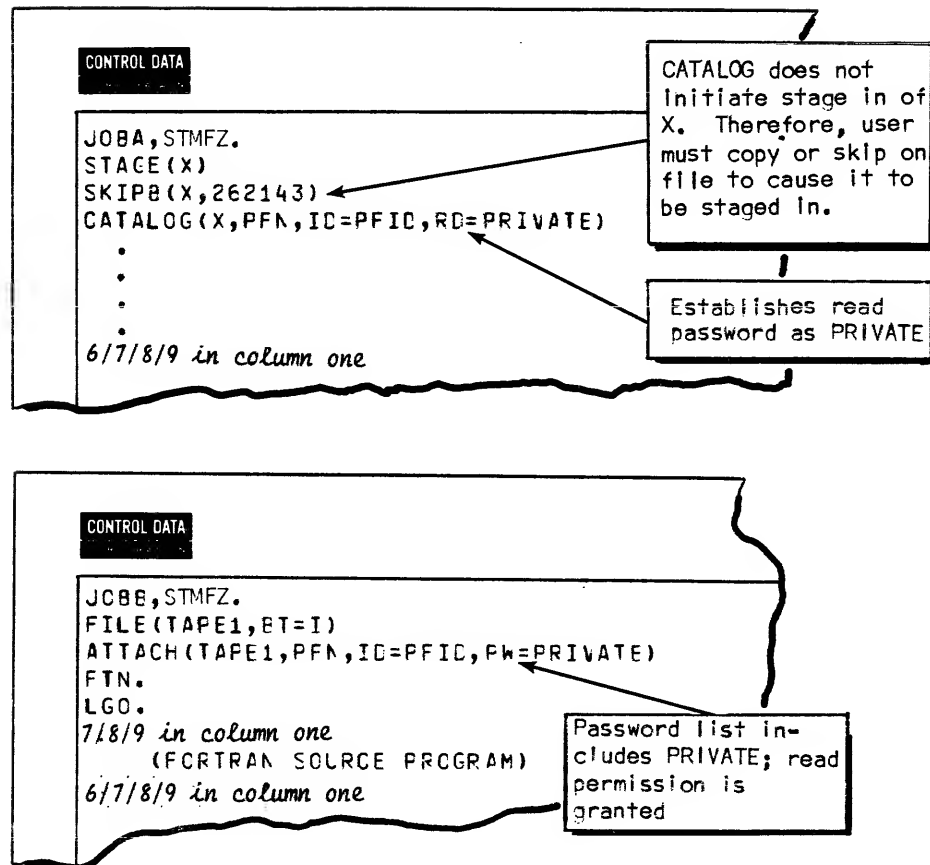 CONTROL DATA
JOBA,STMFZ.
STAGE(X)
SKIPB(X,262143)
CATALOG(X,PFN,ID=PFID,RD=PRIVATE)
.
.
.
.
6/7/8/9 in column one
CATALOG does not
initiate stage in of
X. Therefore, user
must copy or skip on
file to cause it to
be staged in.
Establishes read
password as PRIVATE
CONTROL DATA
JOBB,STMFZ.
FILE(TAPE1,BT=I)
ATTACH(TAPE1,PFN,ID=PFID,PW=PRIVATE)
FTN.
LGO.
7/8/9 in column one
(FORTRAN SOURCE PROGRAM)
6/7/8/9 in column one
Password list in-
cludes PRIVATE; read
permission is
granted